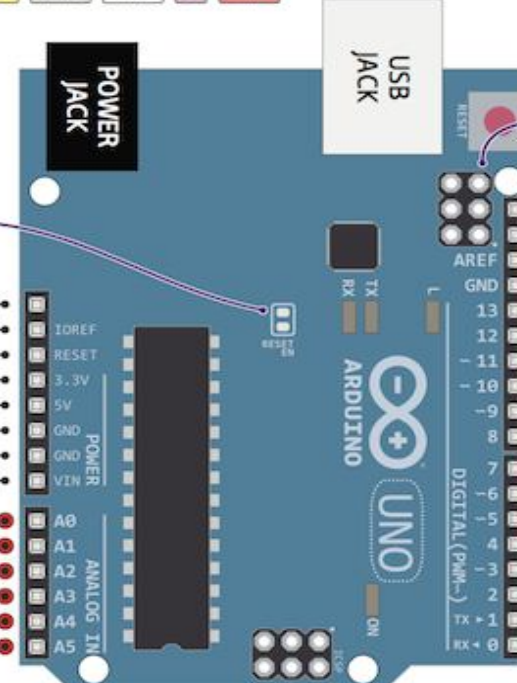 POWER
JACK
USB
JACK
RESET
AREF
GND
13
12
~11
~10
~9
8
7
~6
~5
4
~3
2
TX ▸ 1
RX ◂ 0
DIGITAL (PWM~)
L
TX
RX
RESET
EN
IOREF
RESET
3.3V
5V
GND
GND
VIN
POWER
A0
A1
A2
A3
A4
A5
ANALOG IN
ARDUINO
UNO
ON
ICSP